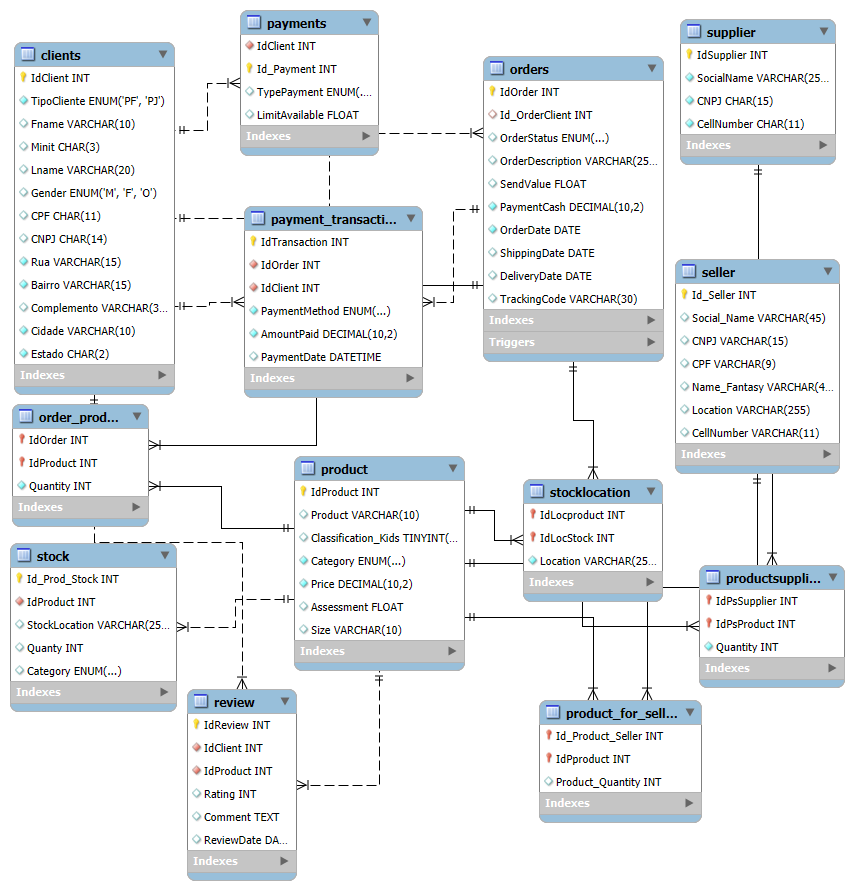 payments
IdClient INT
Id_Payment INT
TypePayment ENUM(....
LimitAvailable FLOAT
Indexes
supplier
IdSupplier INT
SocialName VARCHAR(25...
CNPJ CHAR(15)
CellNumber CHAR(11)
Indexes
clients
IdClient INT
TipoCliente ENUM('PF', 'PJ')
Fname VARCHAR(10)
Minit CHAR(3)
Lname VARCHAR(20)
Gender ENUM('M', 'F', 'O')
CPF CHAR(11)
CNPJ CHAR(14)
Rua VARCHAR(15)
Bairro VARCHAR(15)
Complemento VARCHAR(3...
Cidade VARCHAR(10)
Estado CHAR(2)
Indexes
orders
IdOrder INT
Id_OrderClient INT
OrderStatus ENUM(...)
OrderDescription VARCHAR(25...
SendValue FLOAT
PaymentCash DECIMAL(10,2)
OrderDate DATE
ShippingDate DATE
DeliveryDate DATE
TrackingCode VARCHAR(30)
Indexes
Triggers
payment_transacti...
IdTransaction INT
IdOrder INT
IdClient INT
PaymentMethod ENUM(...)
AmountPaid DECIMAL(10,2)
PaymentDate DATETIME
Indexes
seller
Id_Seller INT
Social_Name VARCHAR(45)
CNPJ VARCHAR(15)
CPF VARCHAR(9)
Name_Fantasy VARCHAR(4...
Location VARCHAR(255)
CellNumber VARCHAR(11)
Indexes
order_prod...
IdOrder INT
IdProduct INT
Quantity INT
Indexes
product
IdProduct INT
Product VARCHAR(10)
Classification_Kids TINYINT(...
Category ENUM(...)
Price DECIMAL(10,2)
Assessment FLOAT
Size VARCHAR(10)
Indexes
stocklocation
IdLocproduct INT
IdLocStock INT
Location VARCHAR(25...
Indexes
stock
Id_Prod_Stock INT
IdProduct INT
StockLocation VARCHAR(25...
Quanty INT
Category ENUM(...)
Indexes
productsuppli...
IdPsSupplier INT
IdPsProduct INT
Quantity INT
Indexes
review
IdReview INT
IdClient INT
IdProduct INT
Rating INT
Comment TEXT
ReviewDate DA...
Indexes
product_for_sell...
Id_Product_Seller INT
IdPproduct INT
Product_Quantity INT
Indexes